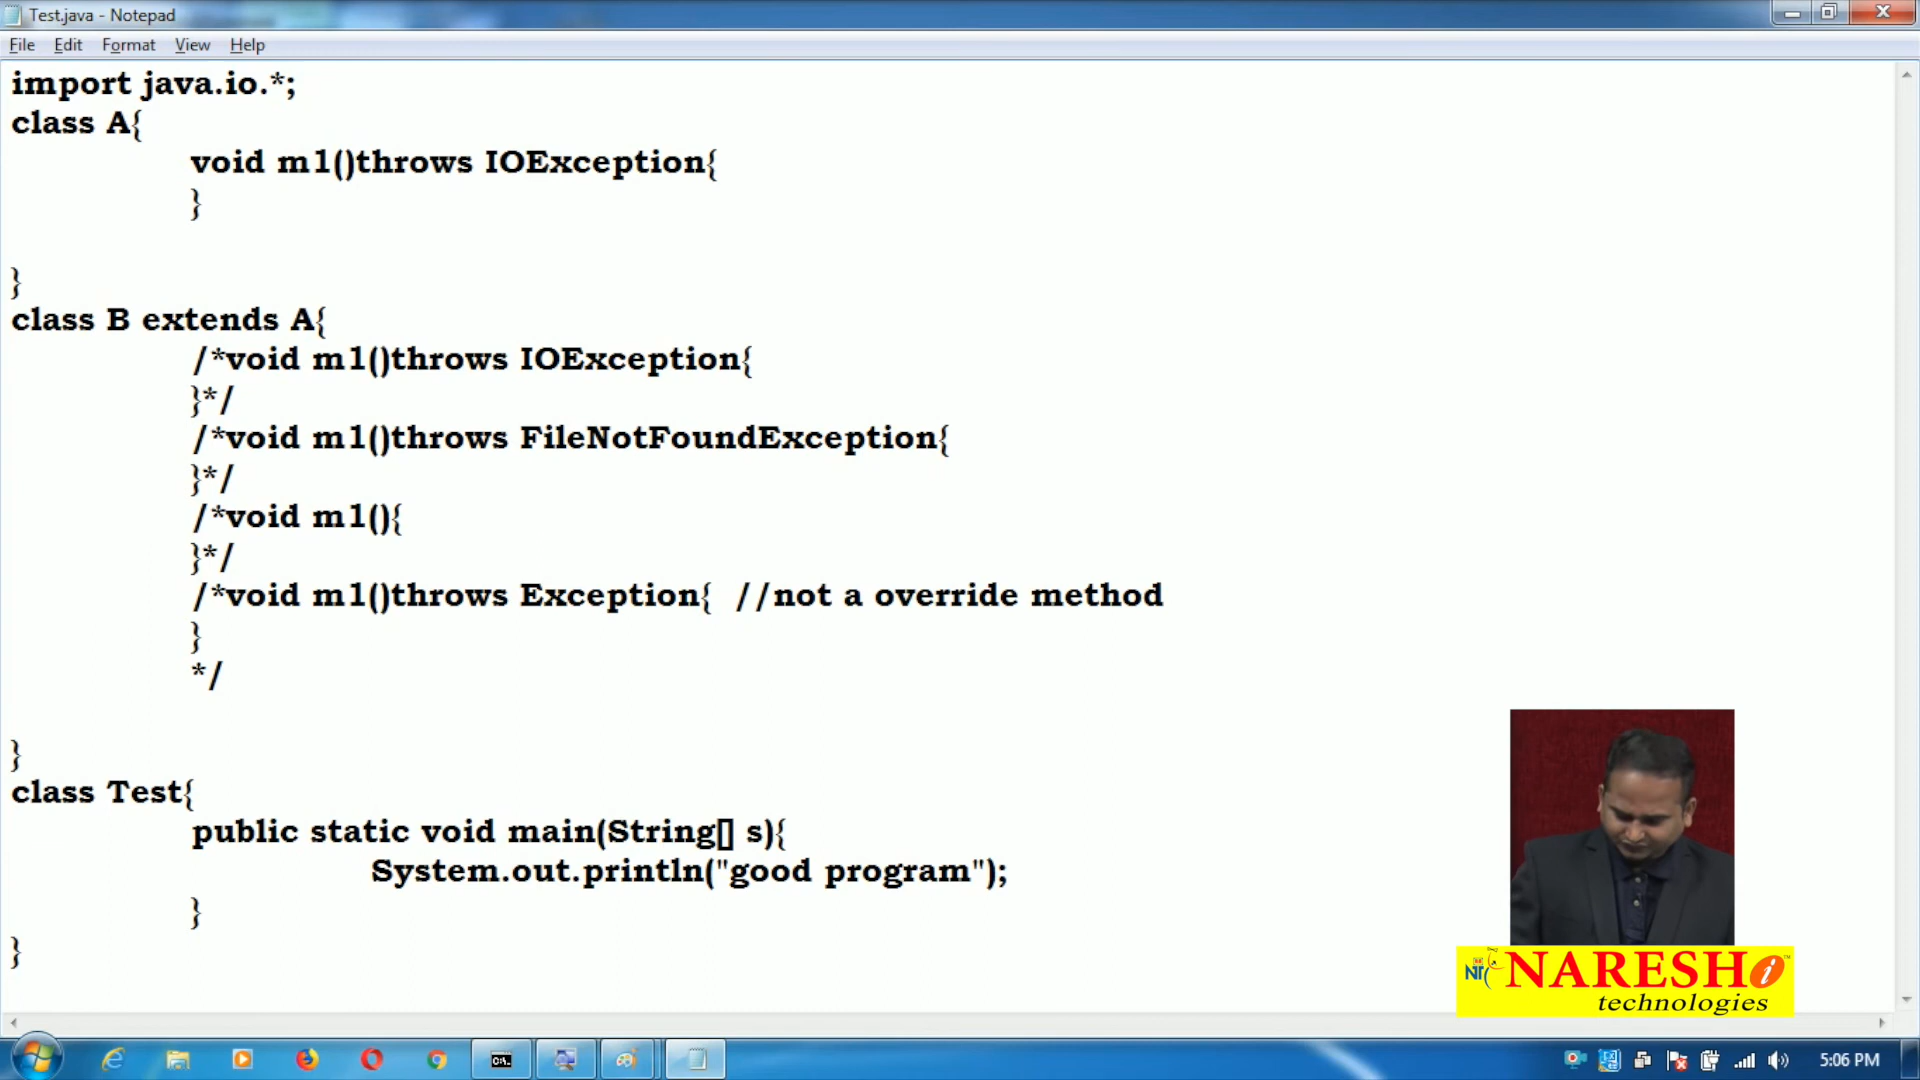 Test.java - Notepad
File Edit Format View Help
import java.io.*;
class A{
void m1()throws IOException{
}
}
class B extends A{
/*void m1()throws IOException{
}*/
/*void m1()throws FileNotFoundException{
}*/
/*void m1(){
}*/
/*void m1()throws Exception{ //not a override method
}
*/
}
class Test{
public static void main(String[] s){
System.out.println("good program");
}
}
NARESH i
technologies
5:06 PM